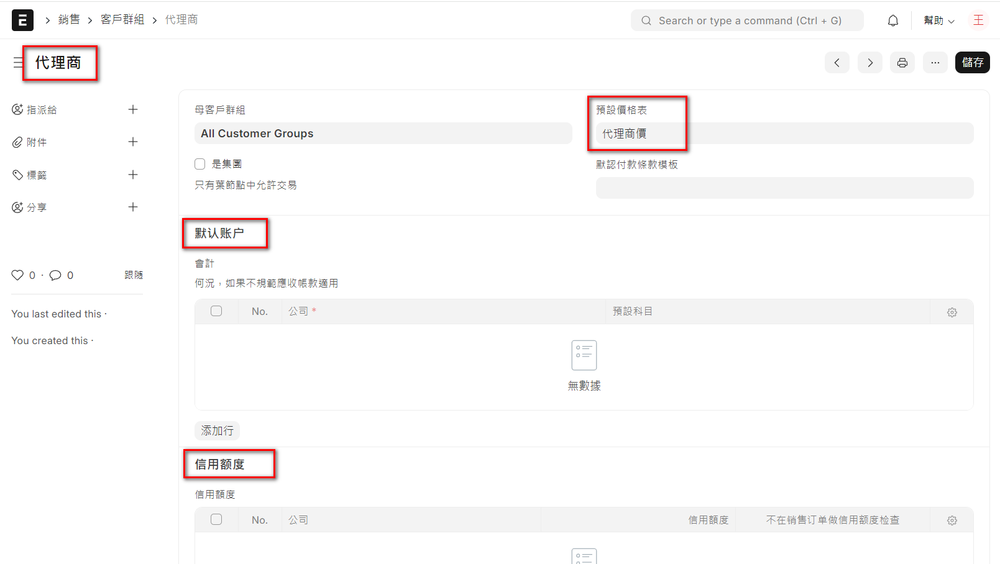 E
銷售
客戶群組
代理商
Search or type a command (Ctrl + G)
幫助
王
代理商
儲存
指派給
附件
標籤
分享
0 · 0
跟隨
You last edited this ·
You created this ·
母客戶群組
All Customer Groups
是集團
只有葉節點中允許交易
預設價格表
代理商價
默認付款條款模板
默认账户
會計
何況，如果不規範應收帳款適用
No.
公司 *
預設科目
無數據
添加行
信用额度
信用額度
No.
公司
信用額度
不在销售订单做信用额度检查